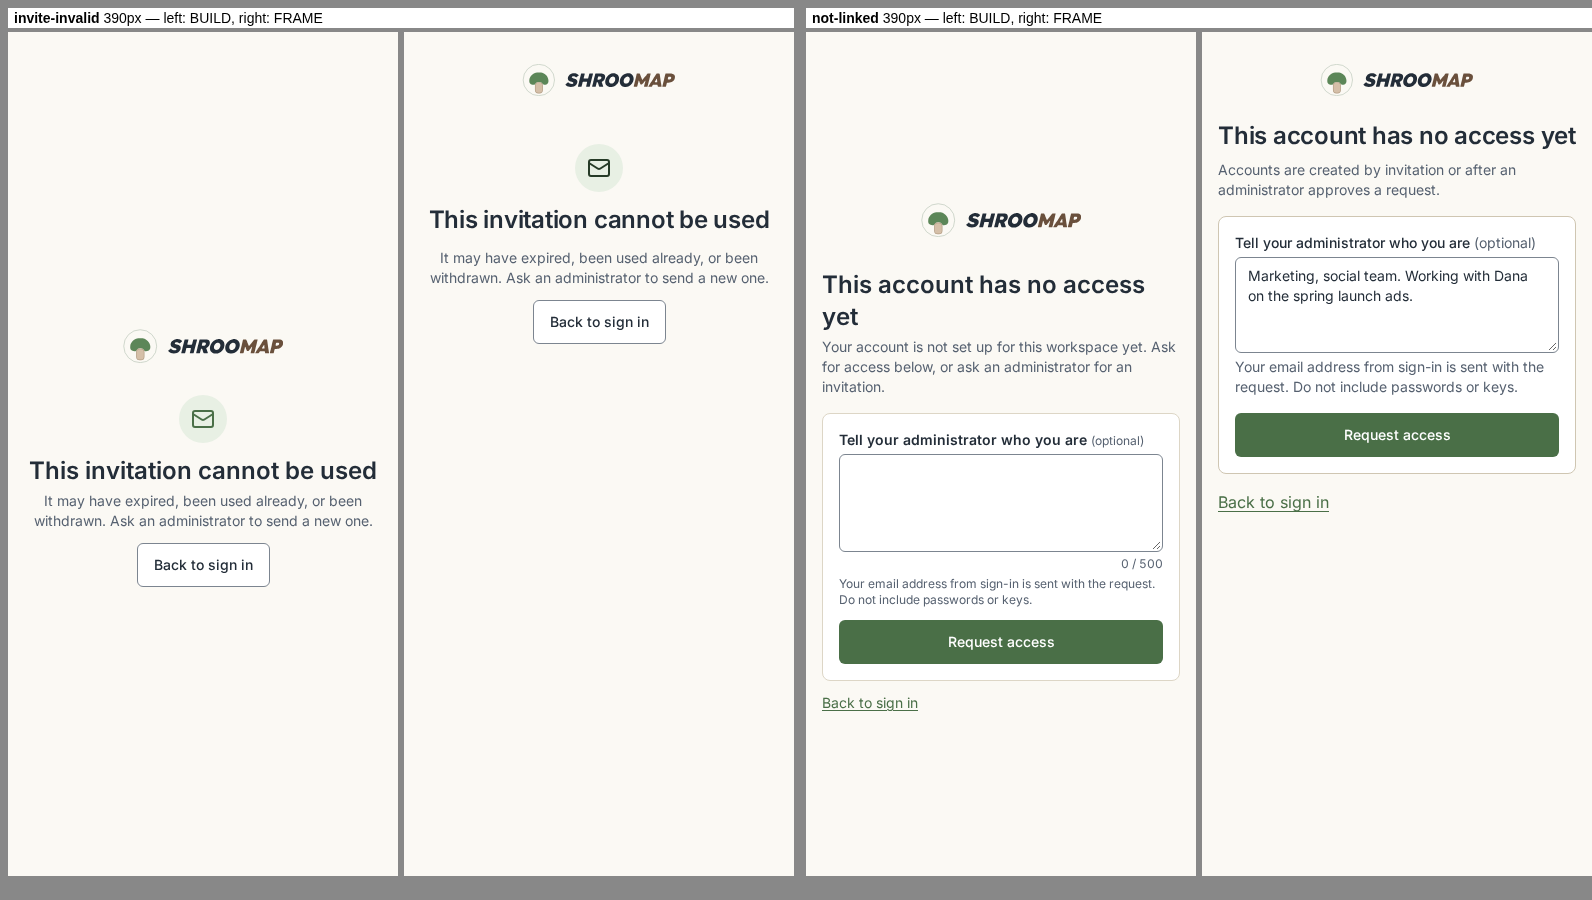 invite-invalid 390px — left: BUILD, right: FRAME
SHROOMAP
This invitation cannot be used
It may have expired, been used already, or been
withdrawn. Ask an administrator to send a new one.
Back to sign in
SHROOMAP
This invitation cannot be used
It may have expired, been used already, or been
withdrawn. Ask an administrator to send a new one.
Back to sign in
not-linked 390px — left: BUILD, right: FRAME
SHROOMAP
This account has no access
yet
Your account is not set up for this workspace yet. Ask
for access below, or ask an administrator for an
invitation.
Tell your administrator who you are (optional)
0 / 500
Your email address from sign-in is sent with the request.
Do not include passwords or keys.
Request access
Back to sign in
SHROOMAP
This account has no access yet
Accounts are created by invitation or after an
administrator approves a request.
Tell your administrator who you are (optional)
Marketing, social team. Working with Dana
on the spring launch ads.
Your email address from sign-in is sent with the
request. Do not include passwords or keys.
Request access
Back to sign in